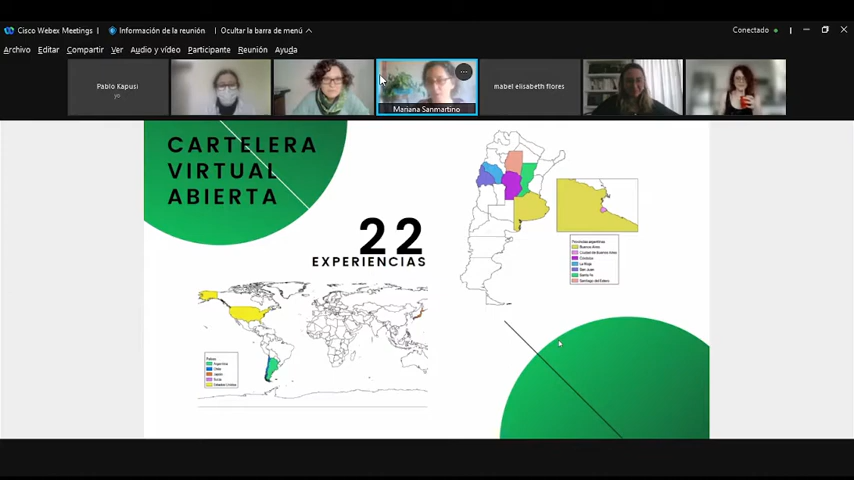 Cisco Webex Meetings
Información de la reunión
Ocultar la barra de menú
Conectado
Archivo
Editar
Compartir
Ver
Audio y vídeo
Participante
Reunión
Ayuda
Pablo Kapusi
yo
Mariana Sanmartino
mabel elisabeth flores
CARTELERA
VIRTUAL
ABIERTA
22
EXPERIENCIAS
Provincias argentinas
Buenos Aires
Ciudad de Buenos Aires
Córdoba
La Rioja
San Juan
Santa Fe
Santiago del Estero
Países
Argentina
Chile
Japón
Estados Unidos